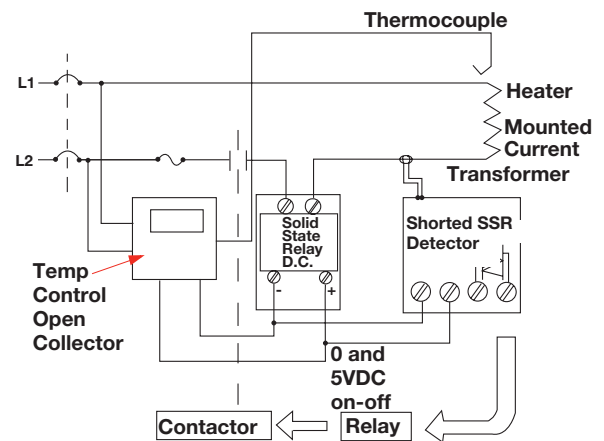 Thermocouple
L1
Heater
Mounted
Current
Transformer
L2
Solid
State
Relay
D.C.
- +
Shorted SSR
Detector
Temp
Control
Open
Collector
0 and
5VDC
on-off
Contactor
Relay